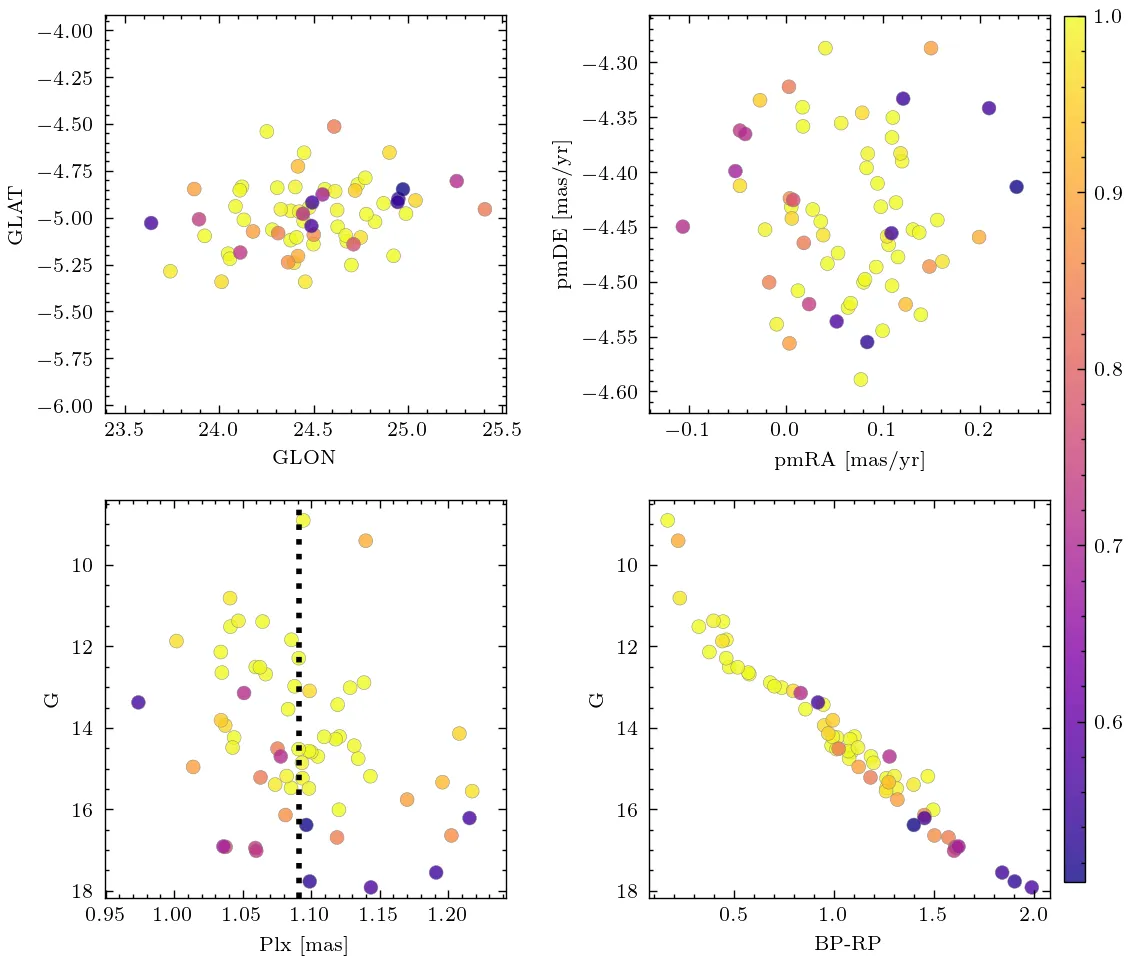 −4.00
−4.25
−4.50
−4.75
−5.00
−5.25
−5.50
−5.75
−6.00
GLAT
23.5 24.0 24.5 25.0 25.5
GLON
−4.30
−4.35
−4.40
−4.45
−4.50
−4.55
−4.60
pmDE [mas/yr]
−0.1 0.0 0.1 0.2
pmRA [mas/yr]
1.0
0.9
0.8
0.7
0.6
10
12
14
16
18
G
0.95 1.00 1.05 1.10 1.15 1.20
Plx [mas]
10
12
14
16
18
G
0.5 1.0 1.5 2.0
BP-RP